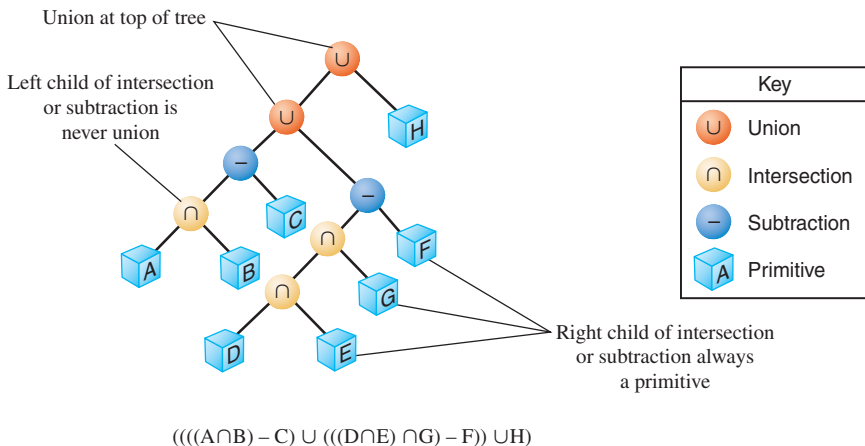 Union at top of tree
∪
Left child of intersection
or subtraction is
never union
∪
H
–
–
∩
C
∩
F
A
B
∩
G
D
E
Key
∪ Union
∩ Intersection
– Subtraction
A Primitive
Right child of intersection
or subtraction always
a primitive
((((A∩B) – C) ∪ (((D∩E) ∩G) – F)) ∪H)